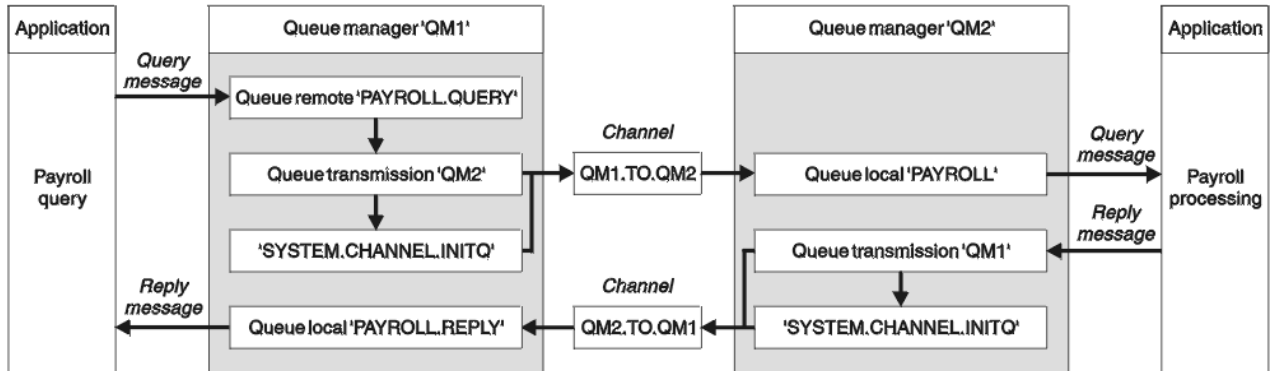 Application
Queue manager 'QM1'
Queue manager 'QM2'
Application
Query
message
Queue remote 'PAYROLL.QUERY'
Channel
Query
message
Payroll
query
Queue transmission 'QM2'
QM1.TO.QM2
Queue local 'PAYROLL'
Payroll
processing
Reply
message
'SYSTEM.CHANNEL.INITQ'
Queue transmission 'QM1'
Reply
message
Channel
Queue local 'PAYROLL.REPLY'
QM2.TO.QM1
'SYSTEM.CHANNEL.INITQ'